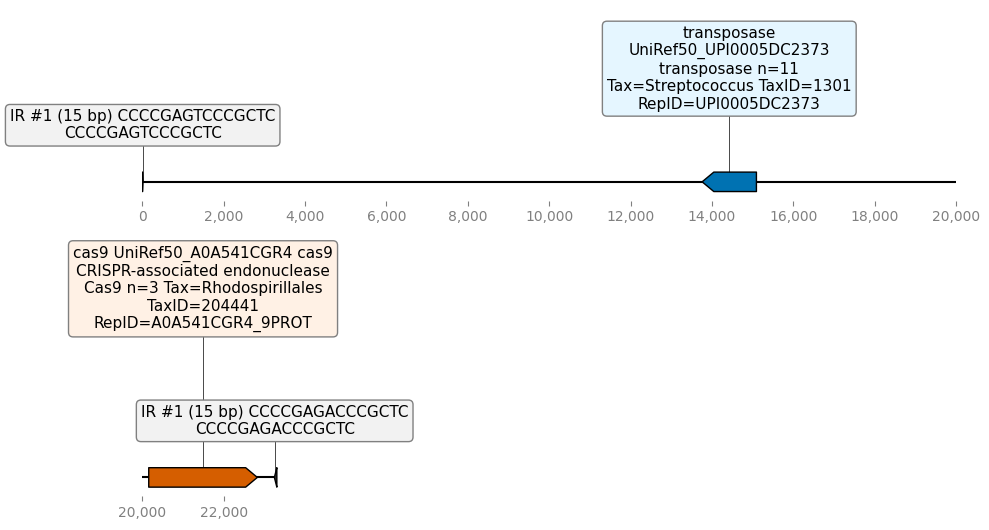 transposase
UniRef50_UPI0005DC2373
transposase n=11
Tax=Streptococcus TaxID=1301
RepID=UPI0005DC2373
IR #1 (15 bp) CCCCGAGTCCCGCTC
CCCCGAGTCCCGCTC
0 2,000 4,000 6,000 8,000 10,000 12,000 14,000 16,000 18,000 20,000
cas9 UniRef50_A0A541CGR4 cas9
CRISPR-associated endonuclease
Cas9 n=3 Tax=Rhodospirillales
TaxID=204441
RepID=A0A541CGR4_9PROT
IR #1 (15 bp) CCCCGAGACCCGCTC
CCCCGAGACCCGCTC
20,000 22,000